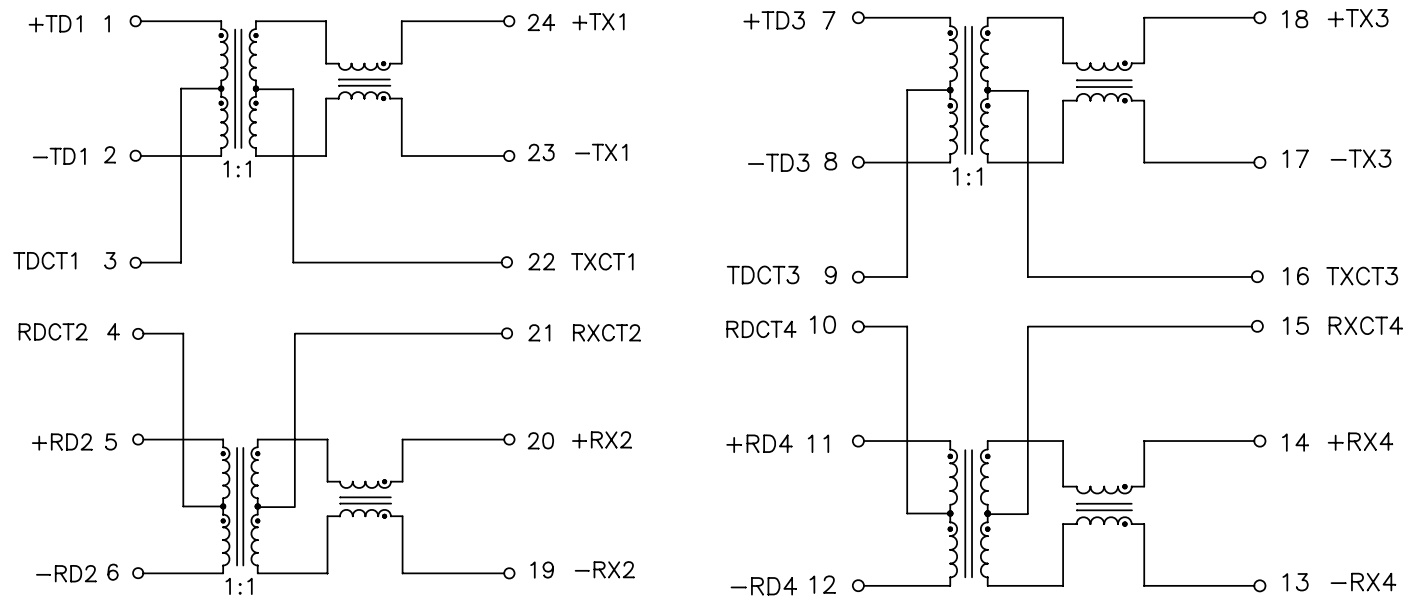 +TD1 1
24 +TX1
-TD1 2
23 -TX1
1:1
TDCT1 3
22 TXCT1
RDCT2 4
21 RXCT2
+RD2 5
20 +RX2
-RD2 6
19 -RX2
1:1
+TD3 7
18 +TX3
-TD3 8
17 -TX3
1:1
TDCT3 9
16 TXCT3
RDCT4 10
15 RXCT4
+RD4 11
14 +RX4
-RD4 12
13 -RX4